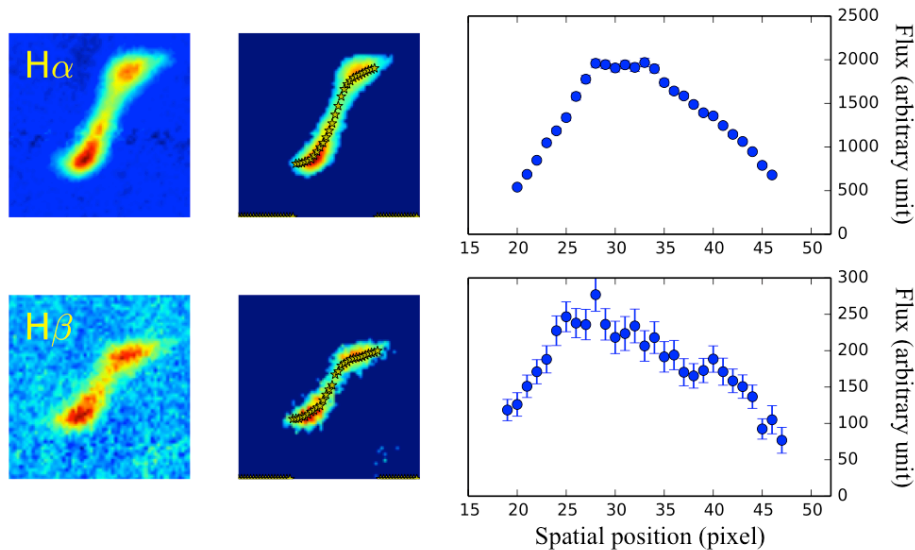 Hα
2500
2000
1500
1000
500
0
15 20 25 30 35 40 45 50
Flux (arbitrary unit)
Hβ
300
250
200
150
100
50
0
15 20 25 30 35 40 45 50
Flux (arbitrary unit)
Spatial position (pixel)